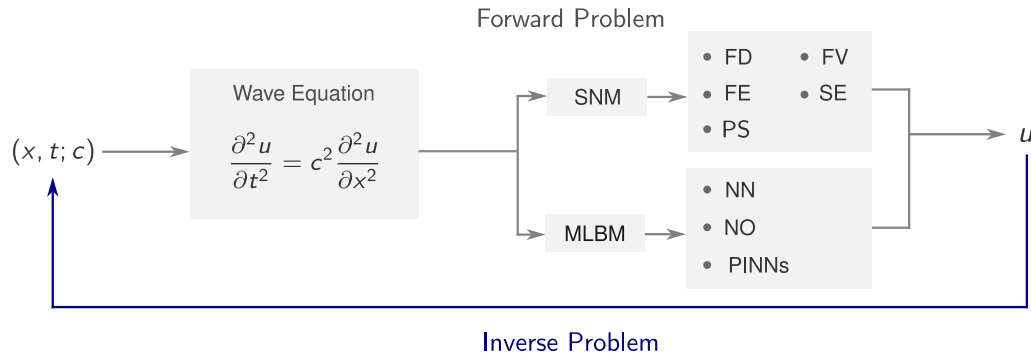 Forward Problem
(x, t; c)
Wave Equation
∂²u/∂t² = c² ∂²u/∂x²
SNM
• FD
• FV
• FE
• SE
• PS
MLBM
• NN
• NO
• PINNs
u
Inverse Problem